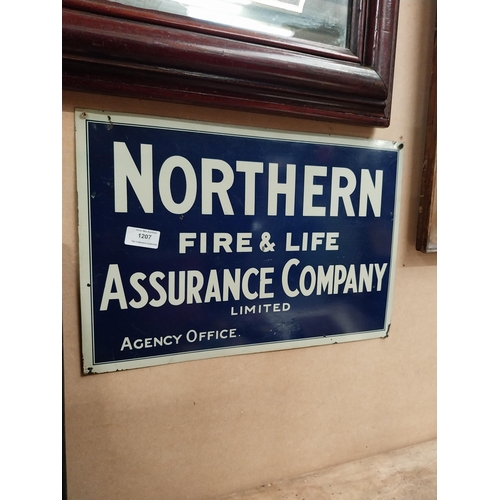 NORTHERN
FIRE & LIFE
1207
ASSURANCE COMPANY
LIMITED
AGENCY OFFICE.